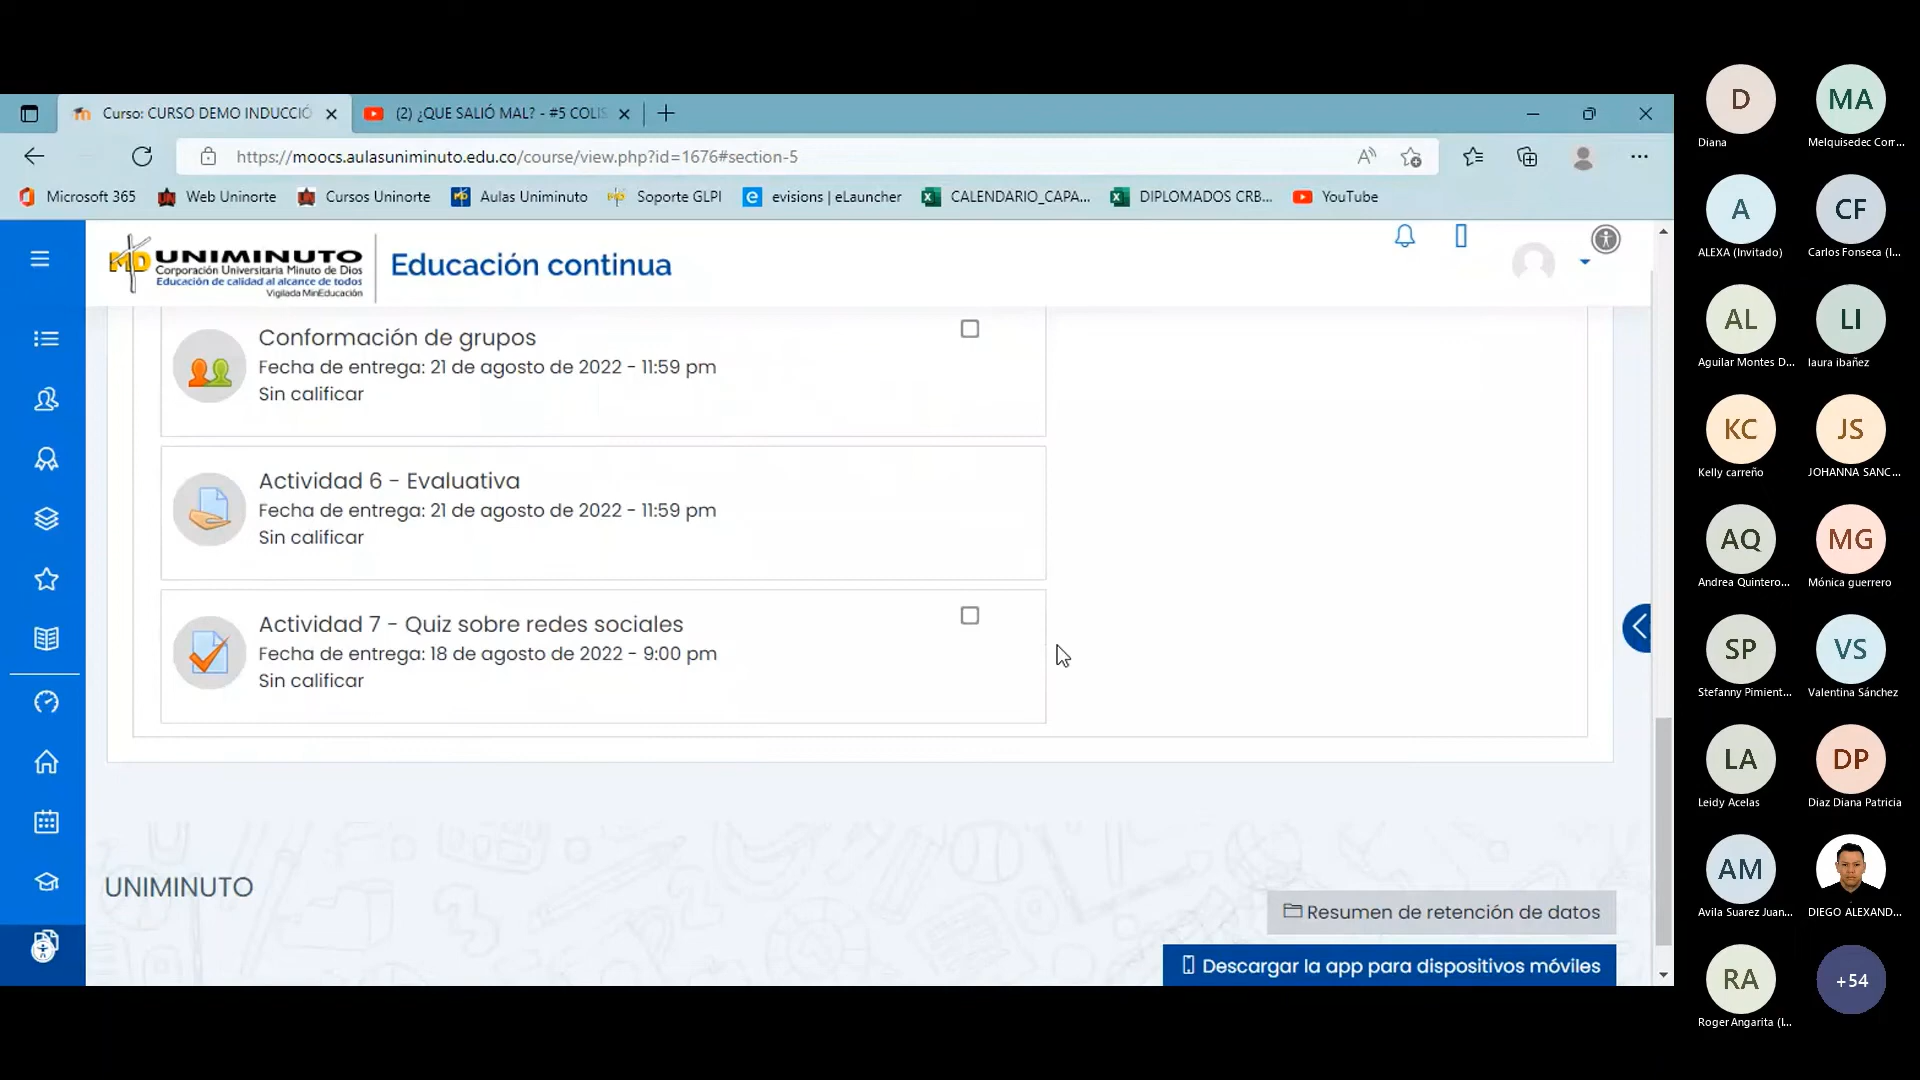 Curso: CURSO DEMO INDUCCIÓ
(2) ¿QUE SALIÓ MAL? - #5 COLIS
https://moocs.aulasuniminuto.edu.co/course/view.php?id=1676#section-5
Microsoft 365
Web Uninorte
Cursos Uninorte
Aulas Uniminuto
Soporte GLPI
evisions | eLauncher
CALENDARIO_CAPA...
DIPLOMADOS CRB...
YouTube
UNIMINUTO
Corporación Universitaria Minuto de Dios
Educación de calidad al alcance de todos
Vigilada MinEducación
Educación continua
Conformación de grupos
Fecha de entrega: 21 de agosto de 2022 - 11:59 pm
Sin calificar
Actividad 6 - Evaluativa
Fecha de entrega: 21 de agosto de 2022 - 11:59 pm
Sin calificar
Actividad 7 - Quiz sobre redes sociales
Fecha de entrega: 18 de agosto de 2022 - 9:00 pm
Sin calificar
UNIMINUTO
Resumen de retención de datos
Descargar la app para dispositivos móviles
D
Diana
MA
Melquisedec Corr...
A
ALEXA (Invitado)
CF
Carlos Fonseca (I...
AL
Aguilar Montes D...
LI
laura ibañez
KC
Kelly carreño
JS
JOHANNA SANC...
AQ
Andrea Quintero...
MG
Mónica guerrero
SP
Stefanny Pimient...
VS
Valentina Sánchez
LA
Leidy Acelas
DP
Diaz Diana Patricia
AM
Avila Suarez Juan...
DIEGO ALEXAND...
RA
Roger Angarita (I...
+54